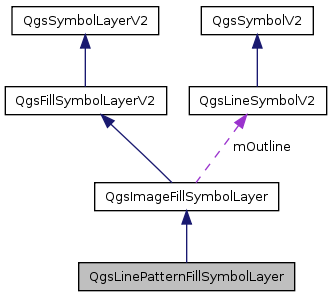 QgsSymbolLayerV2
QgsSymbolV2
QgsFillSymbolLayerV2
QgsLineSymbolV2
mOutline
QgsImageFillSymbolLayer
QgsLinePatternFillSymbolLayer